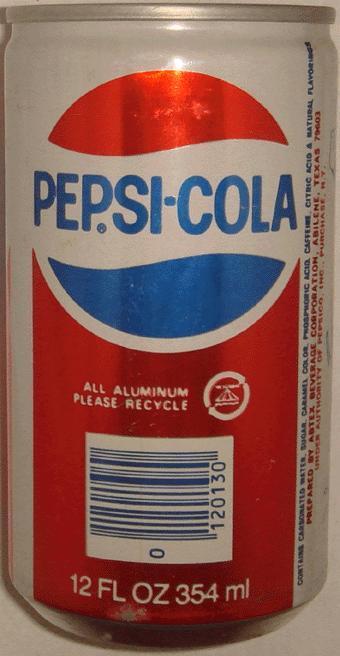 PEPSI-COLA®
ALL ALUMINUM
PLEASE RECYCLE
0 120130
12 FL OZ 354 ml
CONTAINS CARBONATED WATER, SUGAR, CARAMEL COLOR, PHOSPHORIC ACID, CAFFEINE, CITRIC ACID & NATURAL FLAVORINGS
PREPARED BY ABTEX BEVERAGE CORPORATION, ABILENE, TEXAS 79603
UNDER AUTHORITY OF PEPSICO, INC., PURCHASE, N.Y.